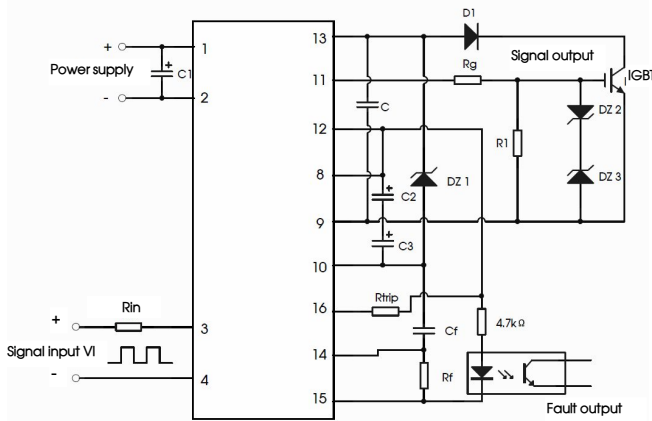 D1
13
+
1
Signal output
Power supply
+
C1
Rg
11
IGBT
-
2
C
DZ 2
12
R1
8
DZ 1
DZ 3
+
C2
9
+
C3
10
Rtrip
16
+
Rin
3
4.7kΩ
Cf
Signal input VI
14
-
4
Rf
15
Fault output